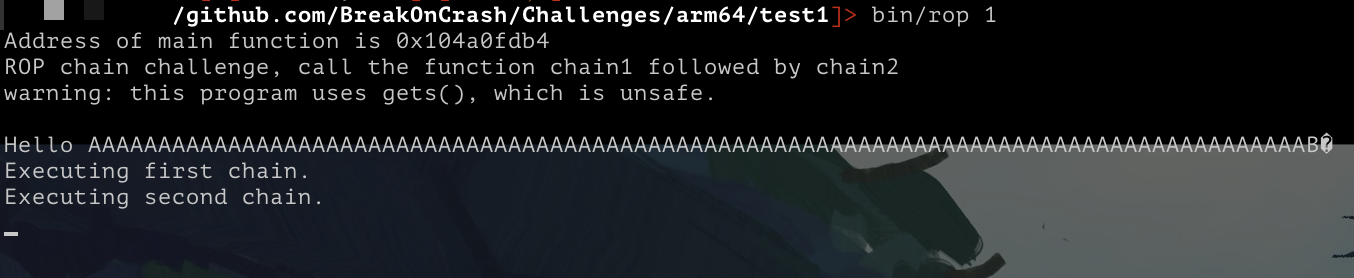 /github.com/BreakOnCrash/Challenges/arm64/test1]> bin/rop 1
Address of main function is 0x104a0fdb4
ROP chain challenge, call the function chain1 followed by chain2
warning: this program uses gets(), which is unsafe.
Hello AAAAAAAAAAAAAAAAAAAAAAAAAAAAAAAAAAAAAAAAAAAAAAAAAAAAAAAAAAAAAAAAAAAAAAAAAAAAAAAAAAAAAAAB�
Executing first chain.
Executing second chain.